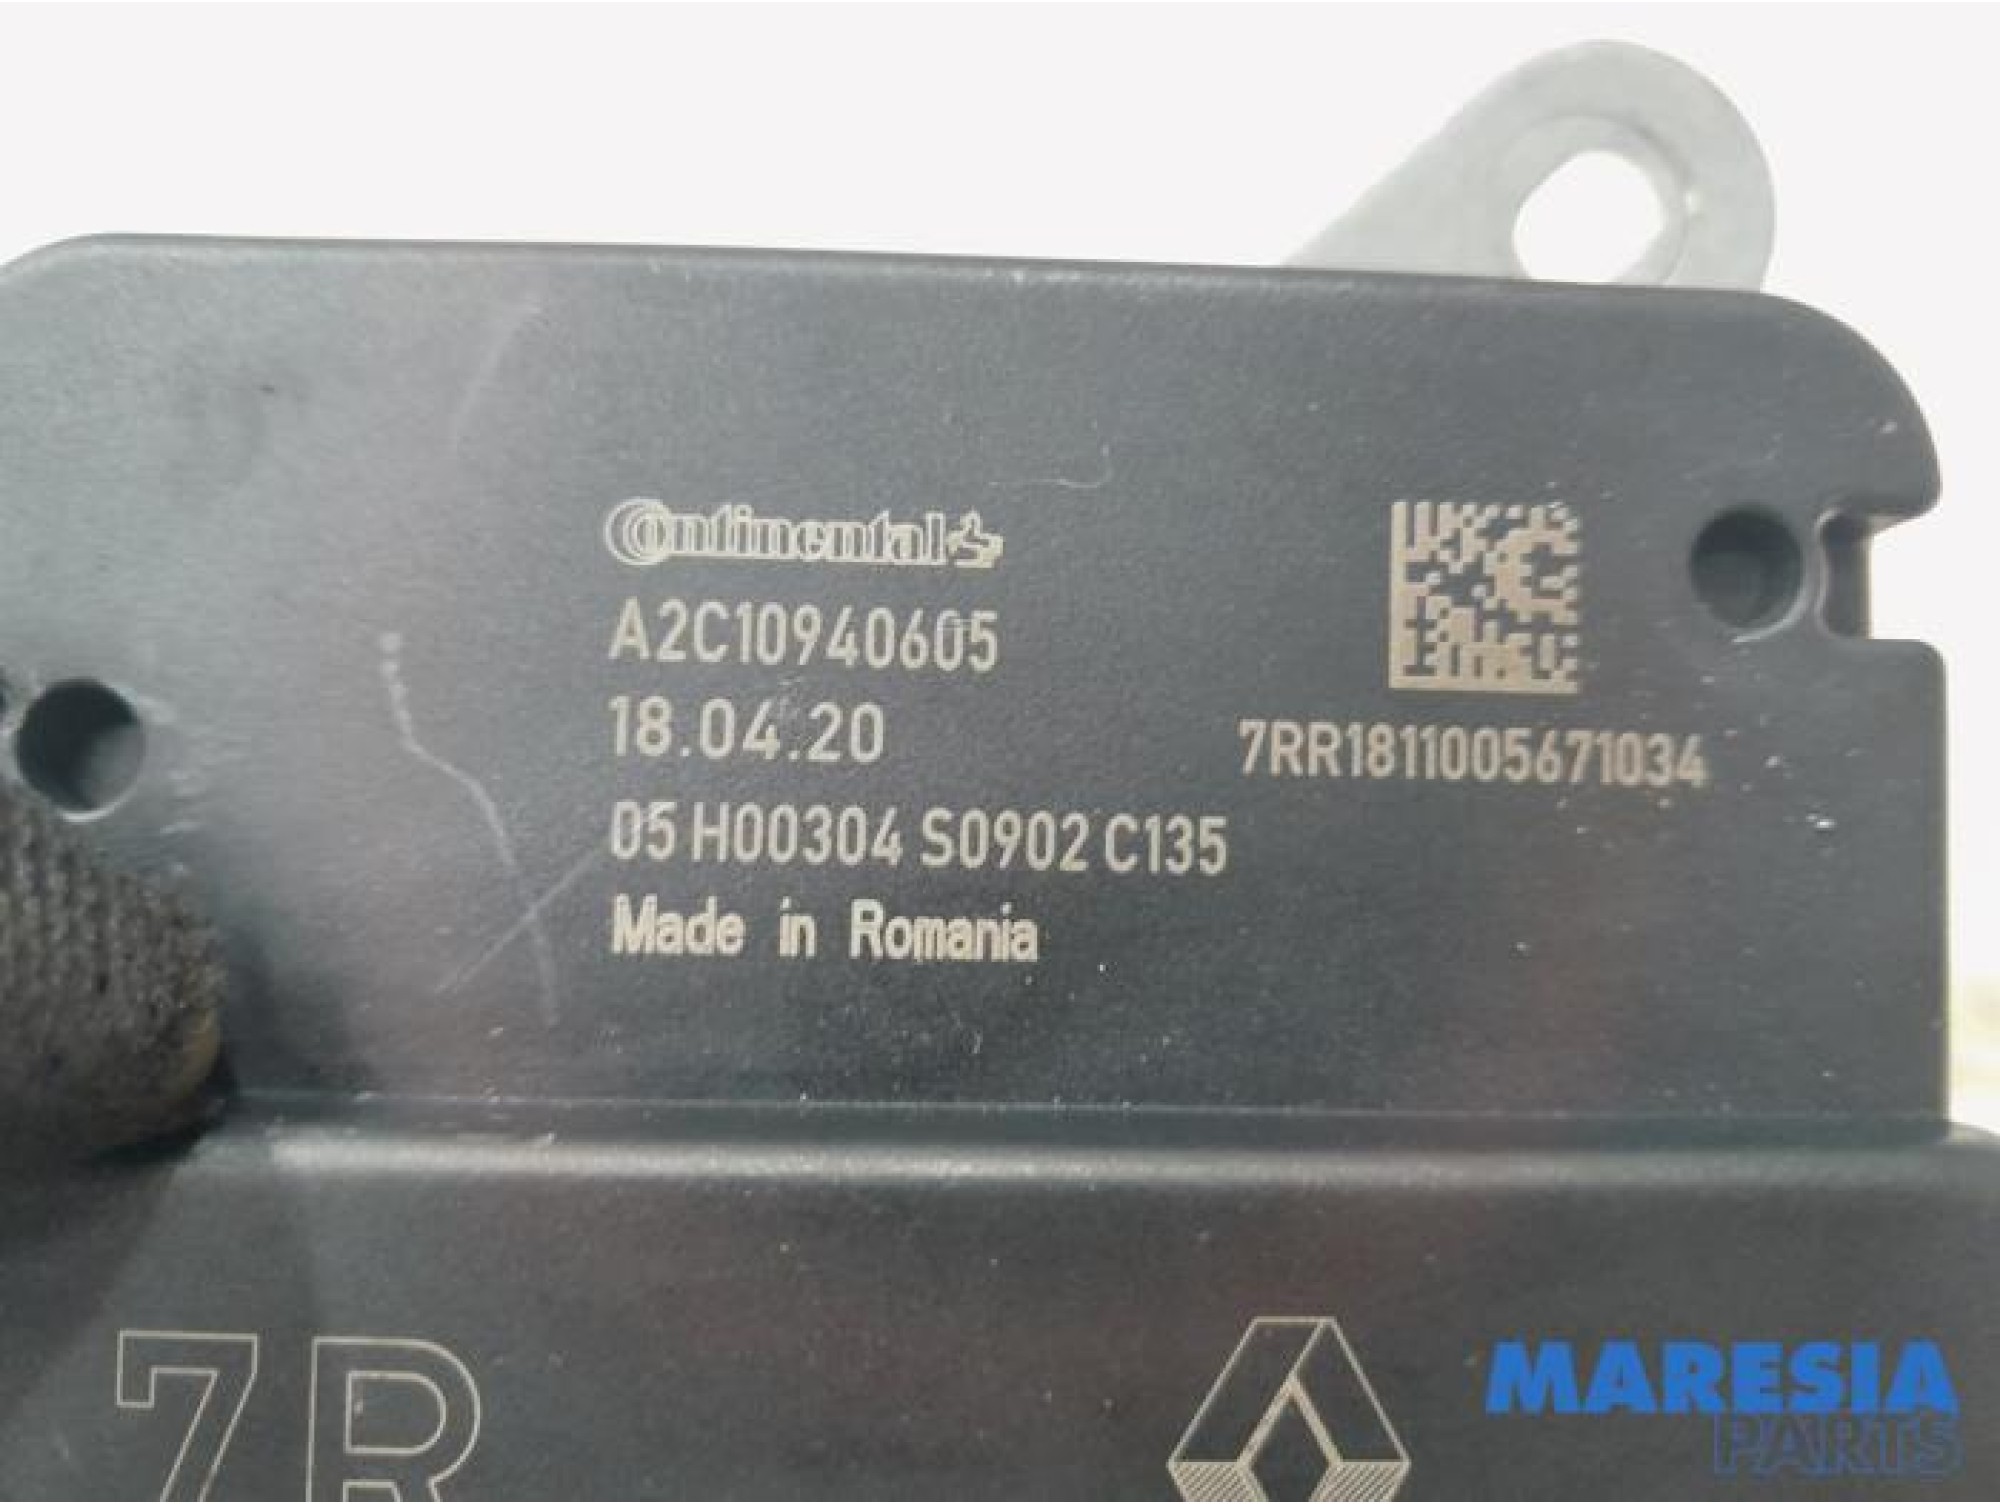 Continental
A2C10940605
18.04.20
7RR1811005671034
05 H00304 S0902 C135
Made in Romania
7R
MARESIA
PARTS